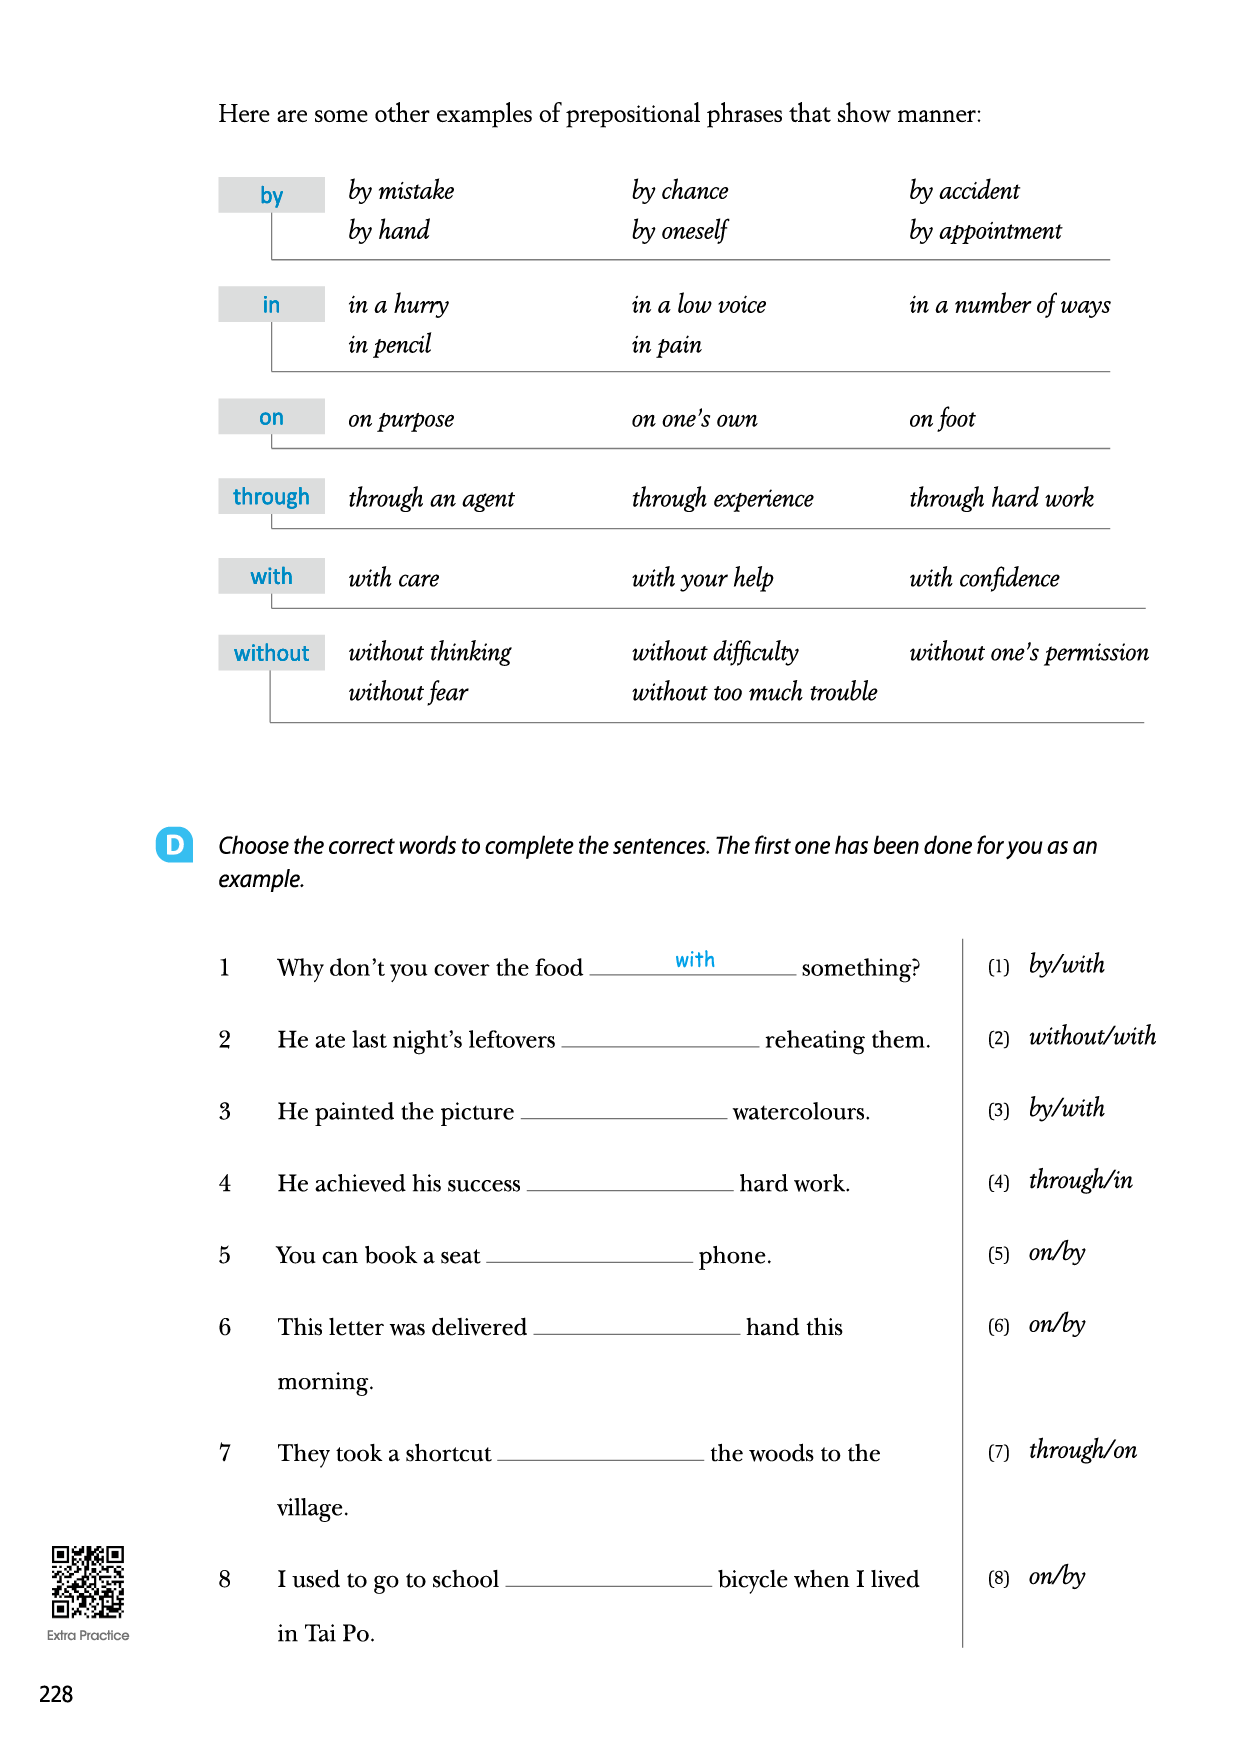 Here are some other examples of prepositional phrases that show manner:
by by mistake by chance by accident
by hand by oneself by appointment
in in a hurry in a low voice in a number of ways
in pencil in pain
on on purpose on one's own on foot
through through an agent through experience through hard work
with with care with your help with confidence
without without thinking without difficulty without one's permission
without fear without too much trouble
D Choose the correct words to complete the sentences. The first one has been done for you as an
example.
1 Why don't you cover the food with something? (1) by/with
2 He ate last night's leftovers ____ reheating them. (2) without/with
3 He painted the picture ____ watercolours. (3) by/with
4 He achieved his success ____ hard work. (4) through/in
5 You can book a seat ____ phone. (5) on/by
6 This letter was delivered ____ hand this (6) on/by
morning.
7 They took a shortcut ____ the woods to the (7) through/on
village.
8 I used to go to school ____ bicycle when I lived (8) on/by
in Tai Po.
Extra Practice
228